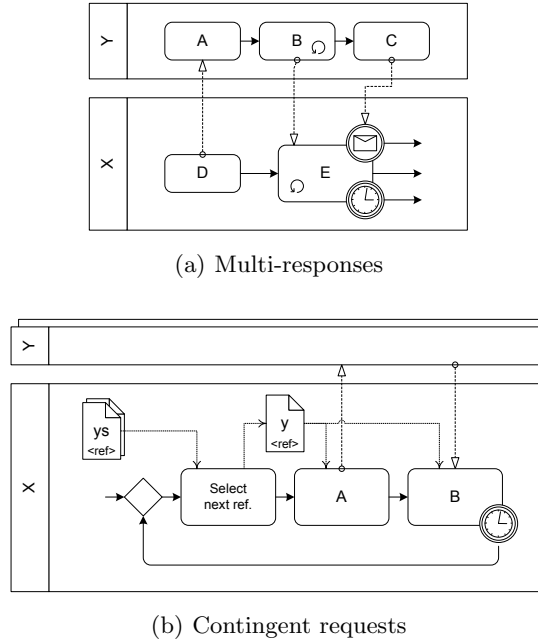 Y
A
B
C
X
D
E
(a) Multi-responses
Y
X
ys
<ref>
y
<ref>
Select
next ref.
A
B
(b) Contingent requests